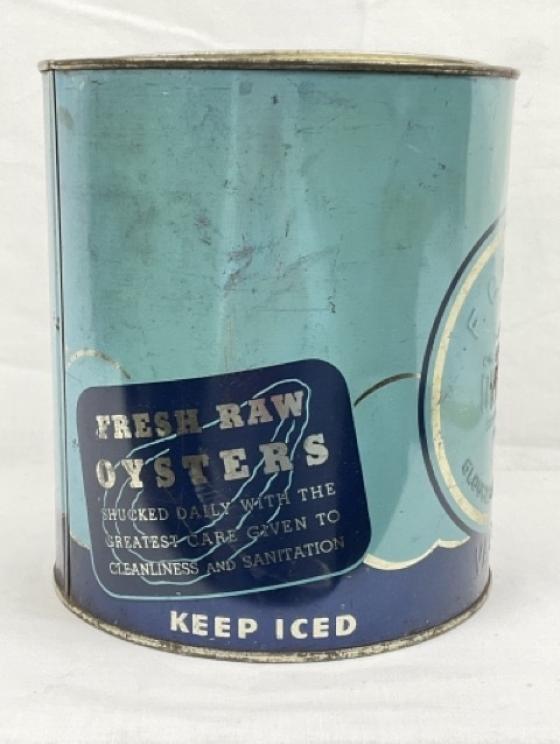 FRESH RAW
OYSTERS
SHUCKED DAILY WITH THE
GREATEST CARE GIVEN TO
CLEANLINESS AND SANITATION
KEEP ICED